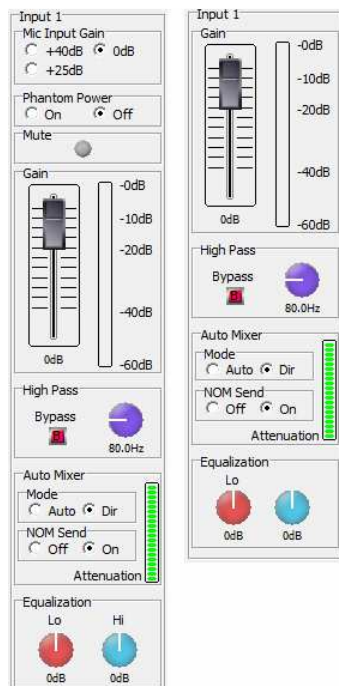 Input 1
Mic Input Gain
+40dB 0dB
+25dB
Phantom Power
On Off
Mute
Gain
-0dB
-10dB
-20dB
-40dB
-60dB
0dB
High Pass
Bypass
B
80.0Hz
Auto Mixer
Mode
Auto Dir
NOM Send
Off On
Attenuation
Equalization
Lo Hi
0dB 0dB
Input 1
Gain
-0dB
-10dB
-20dB
-40dB
-60dB
0dB
High Pass
Bypass
B
80.0Hz
Auto Mixer
Mode
Auto Dir
NOM Send
Off On
Attenuation
Equalization
Lo
0dB 0dB